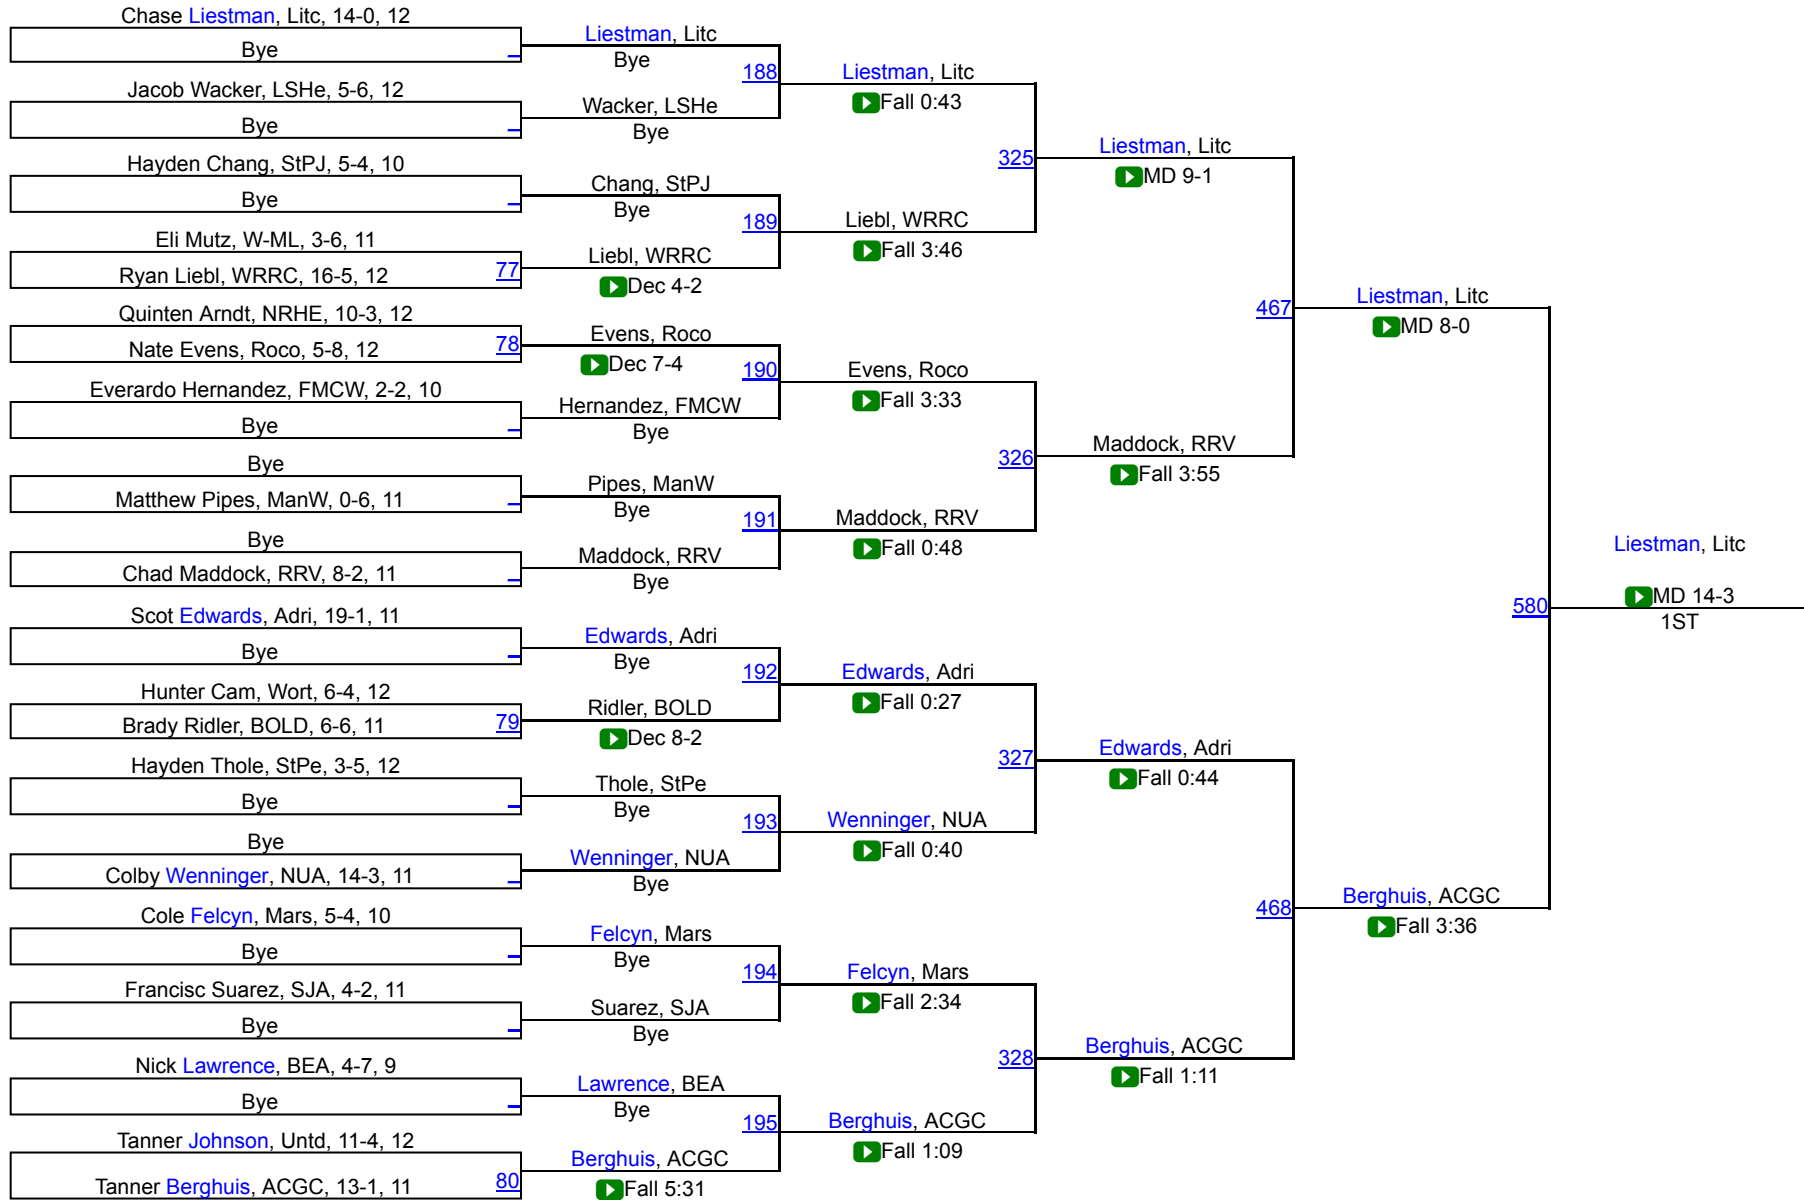 Chase Liestman, Litc, 14-0, 12
Bye
Jacob Wacker, LSHe, 5-6, 12
Bye
Hayden Chang, StPJ, 5-4, 10
Bye
Eli Mutz, W-ML, 3-6, 11
Ryan Liebl, WRRC, 16-5, 12
77
Quinten Arndt, NRHE, 10-3, 12
Nate Evens, Roco, 5-8, 12
78
Everardo Hernandez, FMCW, 2-2, 10
Bye
Bye
Matthew Pipes, ManW, 0-6, 11
Bye
Chad Maddock, RRV, 8-2, 11
Scot Edwards, Adri, 19-1, 11
Bye
Hunter Cam, Wort, 6-4, 12
Brady Ridler, BOLD, 6-6, 11
79
Hayden Thole, StPe, 3-5, 12
Bye
Bye
Colby Wenninger, NUA, 14-3, 11
Cole Felcyn, Mars, 5-4, 10
Bye
Francisc Suarez, SJA, 4-2, 11
Bye
Nick Lawrence, BEA, 4-7, 9
Bye
Tanner Johnson, Untd, 11-4, 12
Tanner Berghuis, ACGC, 13-1, 11
80
Liestman, Litc
Bye
188
Wacker, LSHe
Bye
Chang, StPJ
Bye
189
Liebl, WRRC
Dec 4-2
Evens, Roco
Dec 7-4
190
Hernandez, FMCW
Bye
Pipes, ManW
Bye
191
Maddock, RRV
Bye
Edwards, Adri
Bye
192
Ridler, BOLD
Dec 8-2
Thole, StPe
Bye
193
Wenninger, NUA
Bye
Felcyn, Mars
Bye
194
Suarez, SJA
Bye
Lawrence, BEA
Bye
195
Berghuis, ACGC
Fall 5:31
Liestman, Litc
Fall 0:43
325
Liebl, WRRC
Fall 3:46
Evens, Roco
Fall 3:33
326
Maddock, RRV
Fall 0:48
Edwards, Adri
Fall 0:27
327
Wenninger, NUA
Fall 0:40
Felcyn, Mars
Fall 2:34
328
Berghuis, ACGC
Fall 1:09
Liestman, Litc
MD 9-1
467
Maddock, RRV
Fall 3:55
Edwards, Adri
Fall 0:44
468
Berghuis, ACGC
Fall 1:11
Liestman, Litc
MD 8-0
580
Berghuis, ACGC
Fall 3:36
Liestman, Litc
MD 14-3
1ST